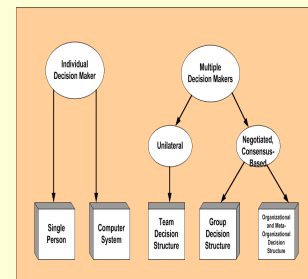 Individual
Decision Maker
Multiple
Decision Makers
Unilateral
Negotiated,
Consensus-
Based
Single
Person
Computer
System
Team
Decision
Structure
Group
Decision
Structure
Organizational
and Meta-
Organizational
Decision
Structure